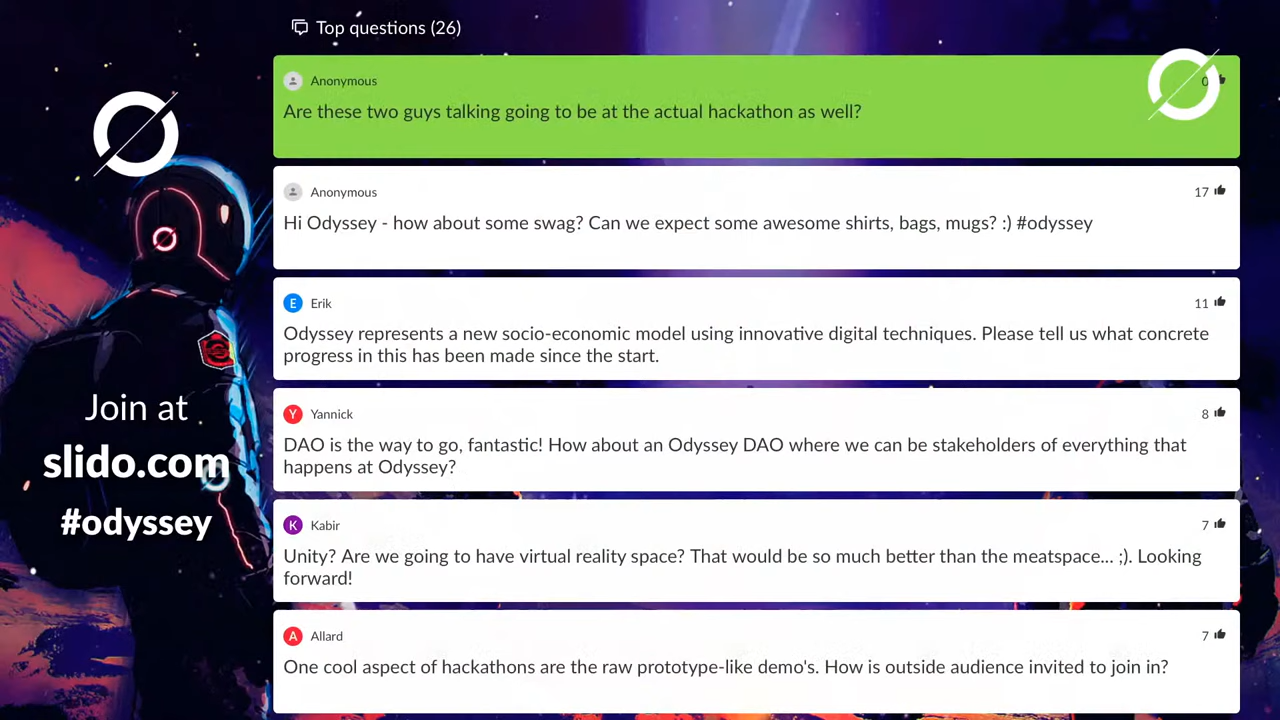 Top questions (26)
Anonymous
0
Are these two guys talking going to be at the actual hackathon as well?
Anonymous
17
Hi Odyssey - how about some swag? Can we expect some awesome shirts, bags, mugs? :) #odyssey
E
Erik
11
Odyssey represents a new socio-economic model using innovative digital techniques. Please tell us what concrete
progress in this has been made since the start.
Y
Yannick
8
DAO is the way to go, fantastic! How about an Odyssey DAO where we can be stakeholders of everything that
happens at Odyssey?
K
Kabir
7
Unity? Are we going to have virtual reality space? That would be so much better than the meatspace... ;). Looking
forward!
A
Allard
7
One cool aspect of hackathons are the raw prototype-like demo's. How is outside audience invited to join in?
Join at
slido.com
#odyssey